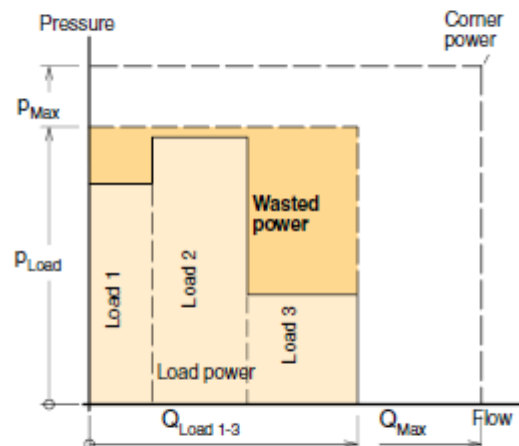 Pressure
Corner
power
pMax
Wasted
power
pLoad
Load 1
Load 2
Load 3
Load power
QLoad 1-3
QMax
Flow